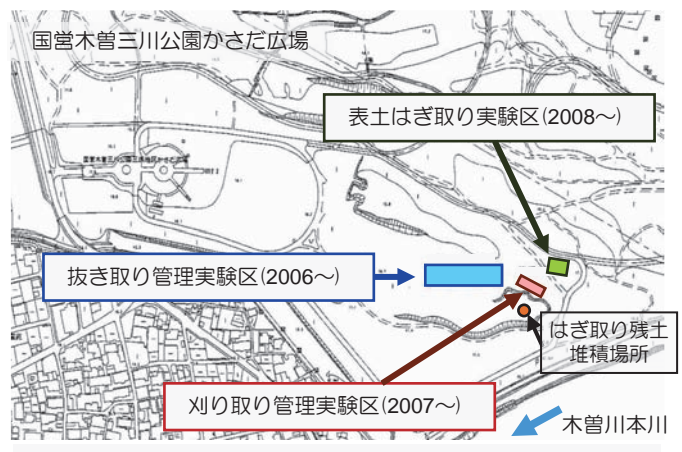 国営木曽三川公園かさだ広場
表土はぎ取り実験区(2008～)
抜き取り管理実験区(2006～)
はぎ取り残土
堆積場所
刈り取り管理実験区(2007～)
木曽川本川